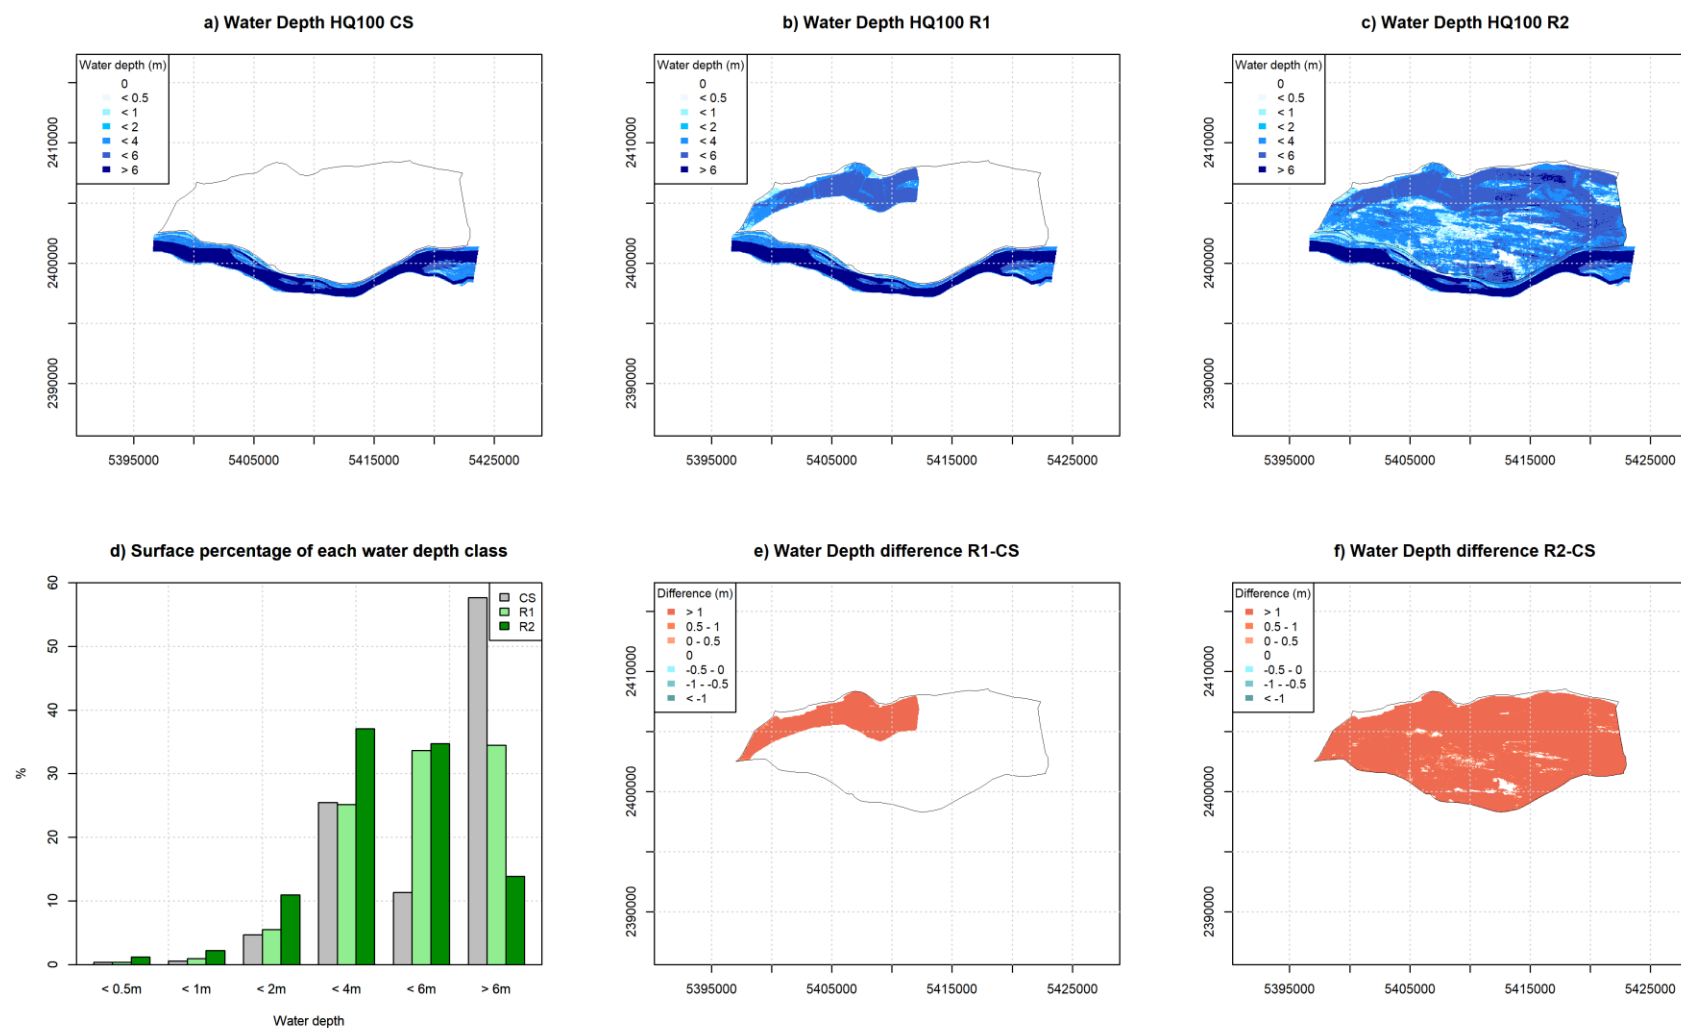 a) Water Depth HQ100 CS
Water depth (m)
0
< 0.5
< 1
< 2
< 4
< 6
> 6
2410000
2400000
2390000
5395000 5405000 5415000 5425000
b) Water Depth HQ100 R1
Water depth (m)
0
< 0.5
< 1
< 2
< 4
< 6
> 6
2410000
2400000
2390000
5395000 5405000 5415000 5425000
c) Water Depth HQ100 R2
Water depth (m)
0
< 0.5
< 1
< 2
< 4
< 6
> 6
2410000
2400000
2390000
5395000 5405000 5415000 5425000
d) Surface percentage of each water depth class
CS
R1
R2
60
50
40
30
20
10
0
%
< 0.5m < 1m < 2m < 4m < 6m > 6m
Water depth
e) Water Depth difference R1-CS
Difference (m)
> 1
0.5 - 1
0 - 0.5
0
-0.5 - 0
-1 - -0.5
< -1
2410000
2400000
2390000
5395000 5405000 5415000 5425000
f) Water Depth difference R2-CS
Difference (m)
> 1
0.5 - 1
0 - 0.5
0
-0.5 - 0
-1 - -0.5
< -1
2410000
2400000
2390000
5395000 5405000 5415000 5425000